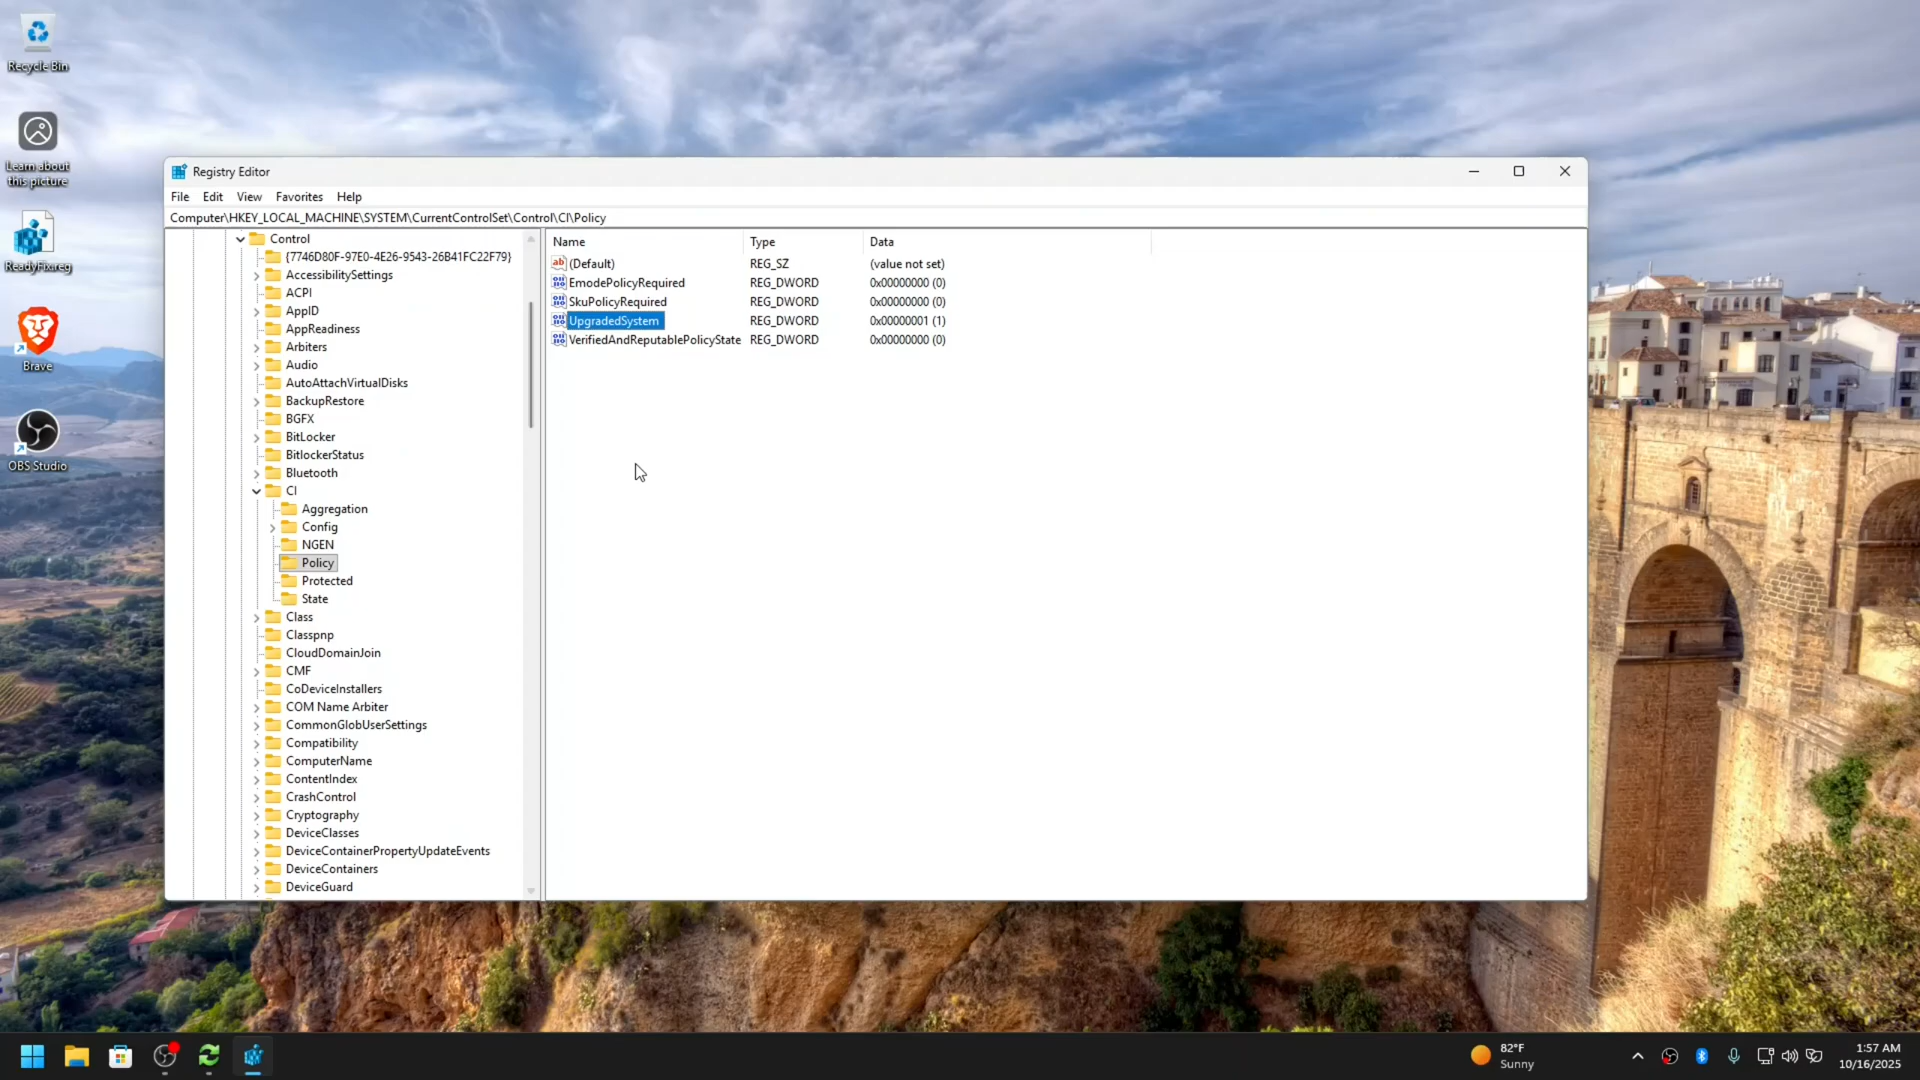 Recycle Bin
Learn about
this picture
ReadyFix.reg
Brave
OBS Studio
Registry Editor
File Edit View Favorites Help
Computer\HKEY_LOCAL_MACHINE\SYSTEM\CurrentControlSet\Control\CI\Policy
Control
{7746D80F-97E0-4E26-9543-26B41FC22F79}
AccessibilitySettings
ACPI
AppID
AppReadiness
Arbiters
Audio
AutoAttachVirtualDisks
BackupRestore
BGFX
BitLocker
BitlockerStatus
Bluetooth
CI
Aggregation
Config
NGEN
Policy
Protected
State
Class
Classpnp
CloudDomainJoin
CMF
CoDeviceInstallers
COM Name Arbiter
CommonGlobUserSettings
Compatibility
ComputerName
ContentIndex
CrashControl
Cryptography
DeviceClasses
DeviceContainerPropertyUpdateEvents
DeviceContainers
DeviceGuard
Name Type Data
(Default) REG_SZ (value not set)
EmodePolicyRequired REG_DWORD 0x00000000 (0)
SkuPolicyRequired REG_DWORD 0x00000000 (0)
UpgradedSystem REG_DWORD 0x00000001 (1)
VerifiedAndReputablePolicyState REG_DWORD 0x00000000 (0)
82°F
Sunny
1:57 AM
10/16/2025